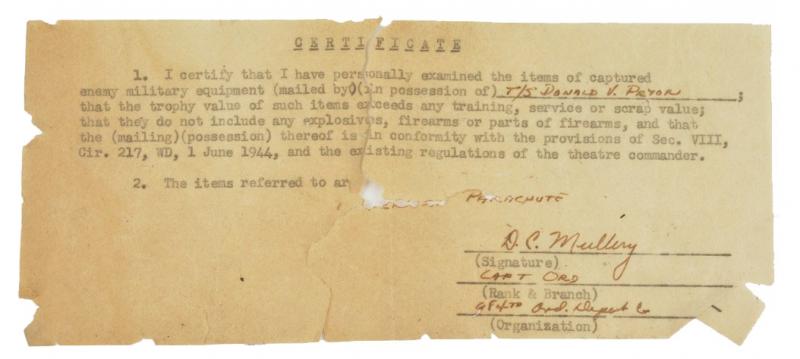 CERTIFICATE
1. I certify that I have personally examined the items of captured
enemy military equipment (mailed by)(in possession of) T/5 DONALD V. PEYON;
that the trophy value of such items exceeds any training, service or scrap value;
that they do not include any explosives, firearms or parts of firearms, and that
the (mailing)(possession) thereof is in conformity with the provisions of Sec. VIII,
Cir. 217, WD, 1 June 1944, and the existing regulations of the theatre commander.
2. The items referred to ar
PARACHUTE
D. C. Mullery
(Signature)
CAPT ORD
(Rank & Branch)
Ord. Depot Co
(Organization)